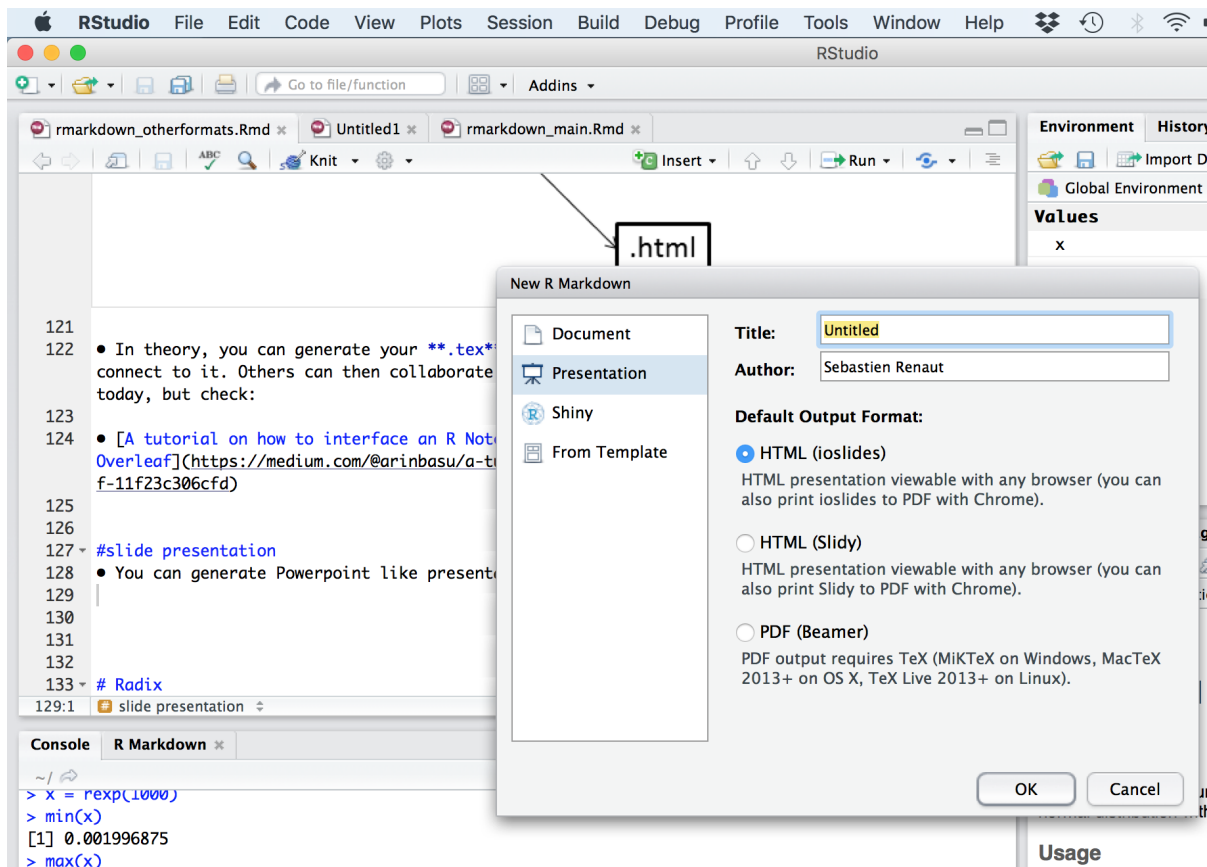 RStudio File Edit Code View Plots Session Build Debug Profile Tools Window Help
RStudio
Go to file/function Addins
rmarkdown_otherformats.Rmd Untitled1 rmarkdown_main.Rmd
ABC Knit Insert Run
.html
121
122 • In theory, you can generate your **.tex**
connect to it. Others can then collaborate
today, but check:
123
124 • [A tutorial on how to interface an R Note
Overleaf](https://medium.com/@arinbasu/a-tu
f-11f23c306cfd)
125
126
127 #slide presentation
128 • You can generate Powerpoint like present
129
130
131
132
133 # Radix
129:1 # slide presentation
Console R Markdown
~/
> x = rexp(1000)
> min(x)
[1] 0.001996875
> max(x)
Environment History
Import D
Global Environment
Values
x
New R Markdown
Document
Presentation
Shiny
From Template
Title: Untitled
Author: Sebastien Renaut
Default Output Format:
HTML (ioslides)
HTML presentation viewable with any browser (you can
also print ioslides to PDF with Chrome).
HTML (Slidy)
HTML presentation viewable with any browser (you can
also print Slidy to PDF with Chrome).
PDF (Beamer)
PDF output requires TeX (MiKTeX on Windows, MacTeX
2013+ on OS X, TeX Live 2013+ on Linux).
OK Cancel
Usage